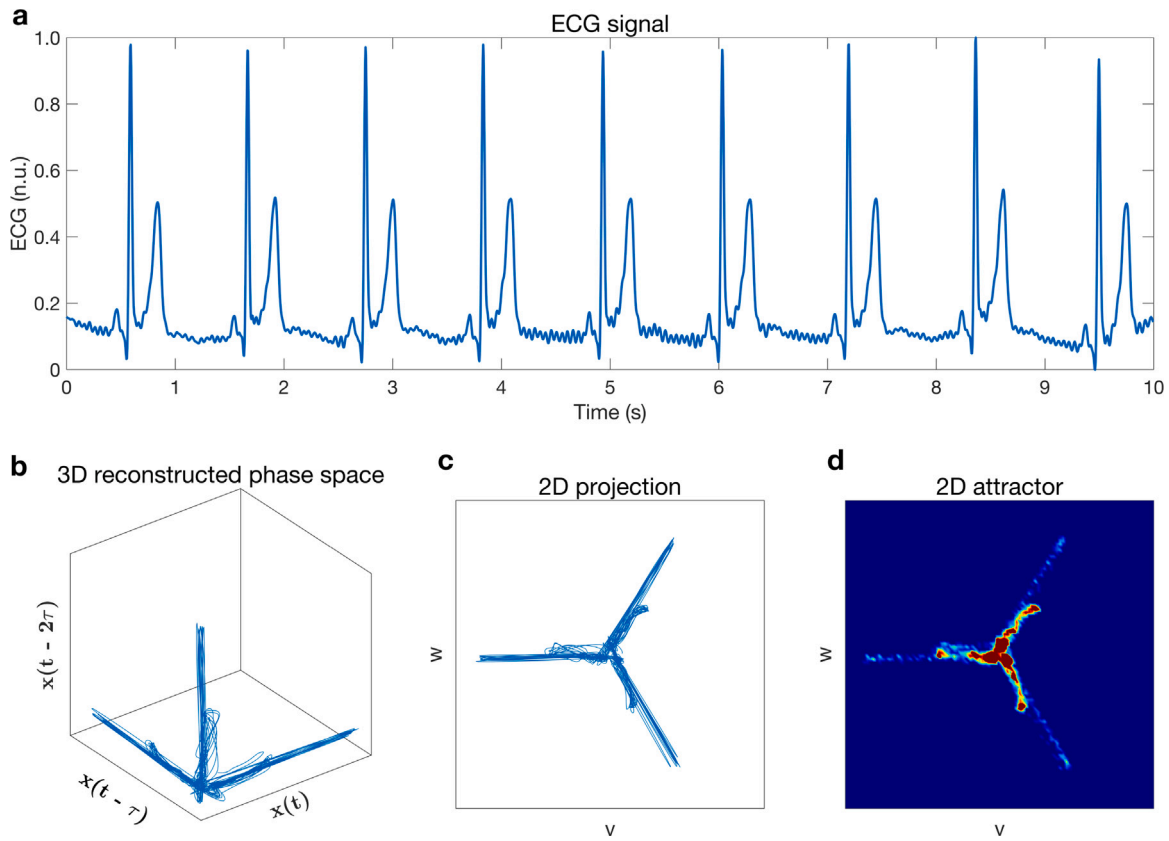 a
ECG signal
1.0
0.8
0.6
0.4
0.2
0
ECG (n.u.)
0 1 2 3 4 5 6 7 8 9 10
Time (s)
b
3D reconstructed phase space
x(t - 2τ)
x(t - τ)
x(t)
c
2D projection
w
v
d
2D attractor
w
v